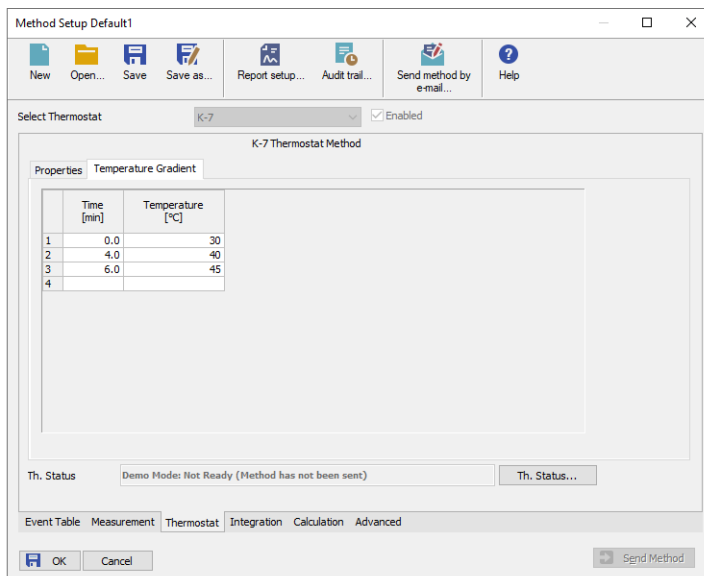 Method Setup Default1
New Open... Save Save as... Report setup... Audit trail... Send method by e-mail... Help
Select Thermostat K-7 Enabled
K-7 Thermostat Method
Properties Temperature Gradient
Time [min] Temperature [°C]
1 0.0 30
2 4.0 40
3 6.0 45
4
Th. Status Demo Mode: Not Ready (Method has not been sent) Th. Status...
Event Table Measurement Thermostat Integration Calculation Advanced
OK Cancel Send Method